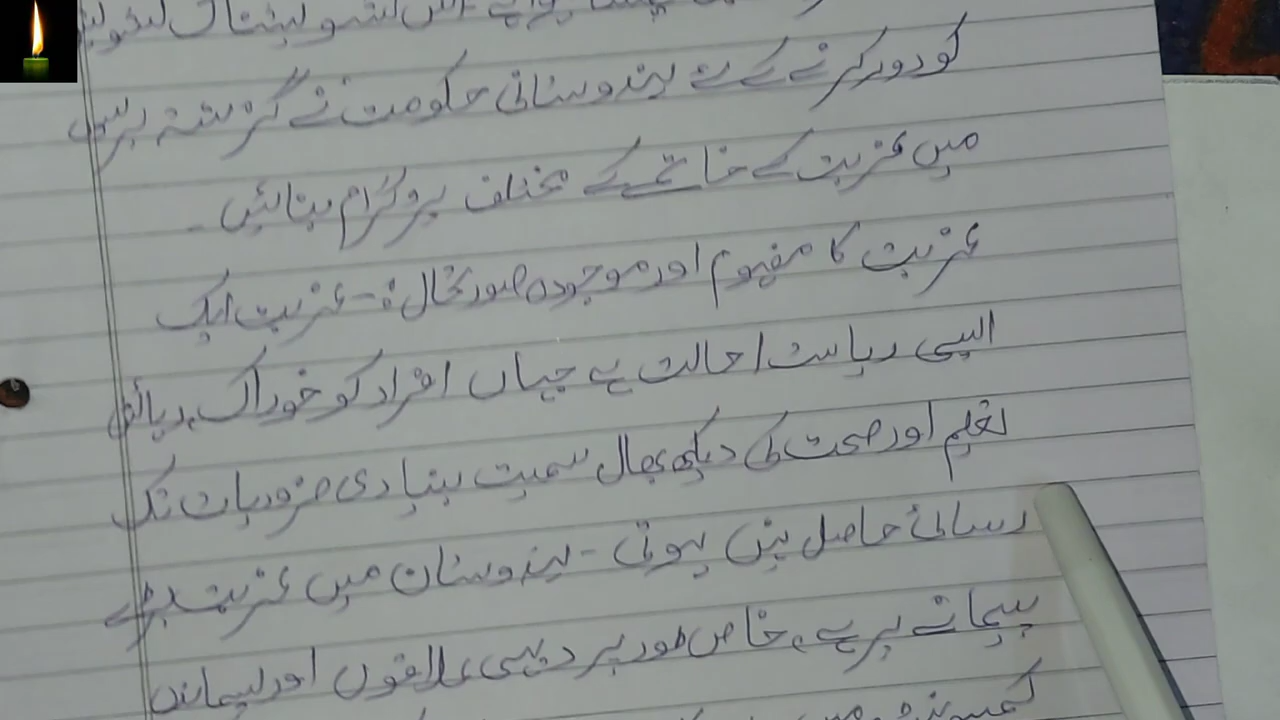 کو دور کرنے کے لئے ہندوستانی حکومت نے گزشتہ برسوں
میں غربت کے خاتمے کے مختلف پروگرام بنائیں۔
غربت کا مفہوم اور موجودہ صورتحال :- غربت ایک
ایسی ریاست / حالت ہے جہاں افراد کو خوراک، رہائش
تعلیم اور صحت کی دیکھ بھال سمیت بنیادی ضروریات تک
رسائی حاصل نہیں ہوتی - ہندوستان میں غربت بڑے
پیمانے پر ہے، خاص طور پر دیہی علاقوں اور پسماندہ